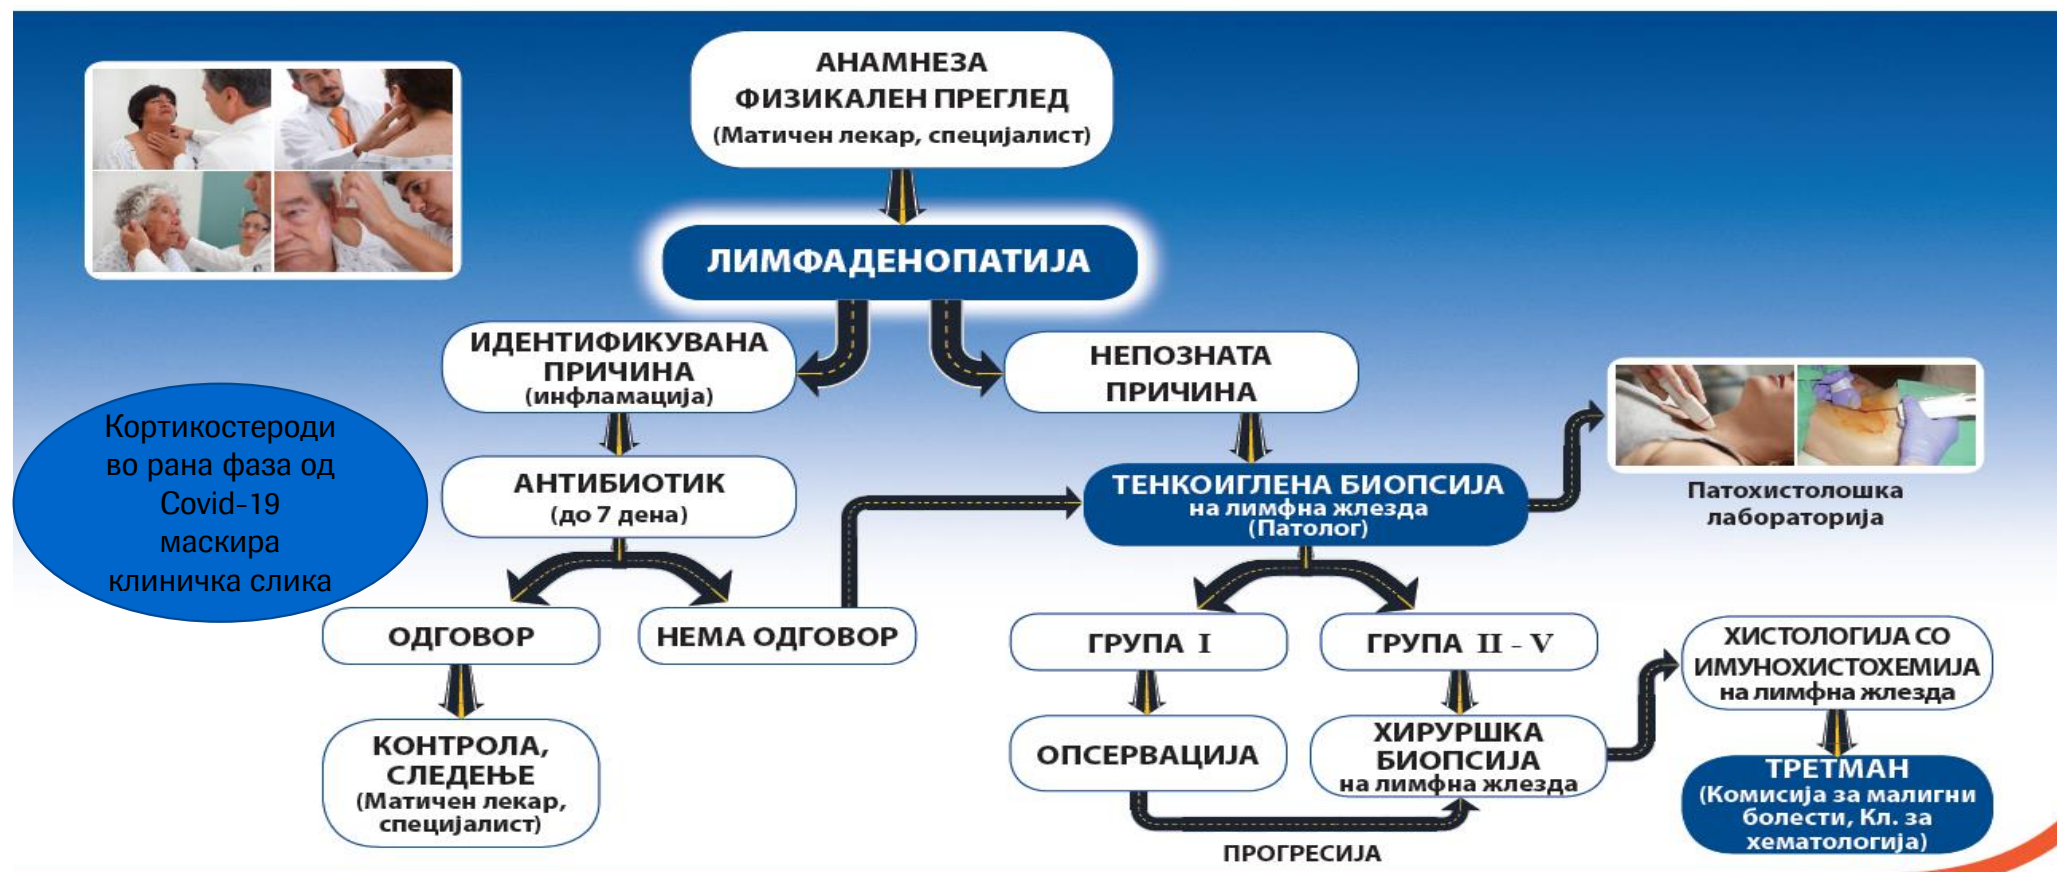 АНАМНЕЗА
ФИЗИКАЛЕН ПРЕГЛЕД
(Матичен лекар, специјалист)
ЛИМФАДЕНОПАТИЈА
ИДЕНТИФИКУВАНА
ПРИЧИНА
(инфламација)
НЕПОЗНАТА
ПРИЧИНА
Кортикостероди
во рана фаза од
Covid-19
маскира
клиничка слика
АНТИБИОТИК
(до 7 дена)
ТЕНКОИГЛЕНА БИОПСИЈА
на лимфна жлезда
(Патолог)
Патохистолошка
лабораторија
ОДГОВОР
НЕМА ОДГОВОР
ГРУПА I
ГРУПА II - V
ХИСТОЛОГИЈА СО
ИМУНОХИСТОХЕМИЈА
на лимфна жлезда
КОНТРОЛА,
СЛЕДЕЊЕ
(Матичен лекар,
специјалист)
ОПСЕРВАЦИЈА
ХИРУРШКА
БИОПСИЈА
на лимфна жлезда
ТРЕТМАН
(Комисија за малигни
болести, Кл. за
хематологија)
ПРОГРЕСИЈА